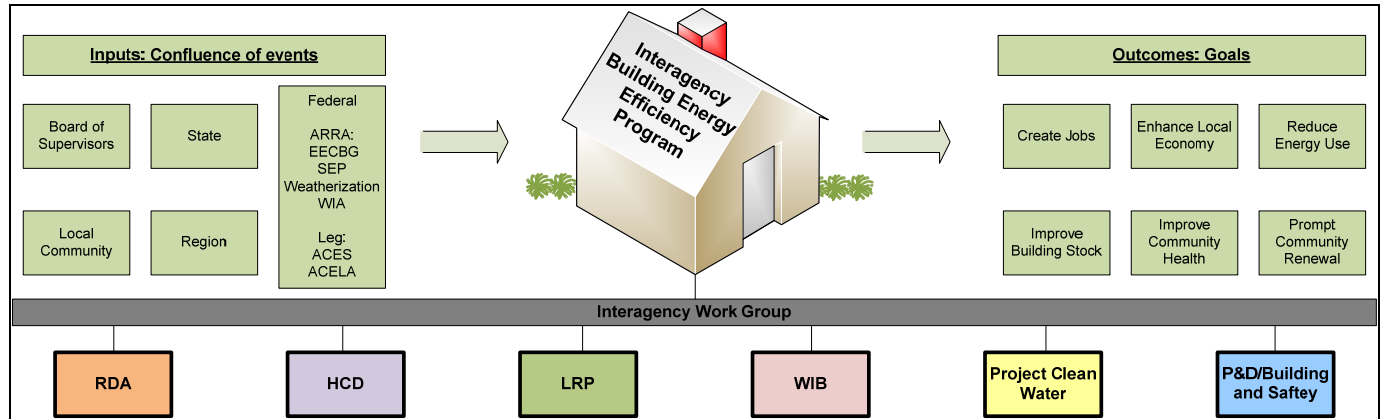 Inputs: Confluence of events
Board of
Supervisors
State
Federal
ARRA:
EECBG
SEP
Weatherization
WIA
Leg:
ACES
ACELA
Local
Community
Region
Interagency
Building Energy
Efficiency
Program
Outcomes: Goals
Create Jobs
Enhance Local
Economy
Reduce
Energy Use
Improve
Building Stock
Improve
Community
Health
Prompt
Community
Renewal
Interagency Work Group
RDA
HCD
LRP
WIB
Project Clean
Water
P&D/Building
and Saftey